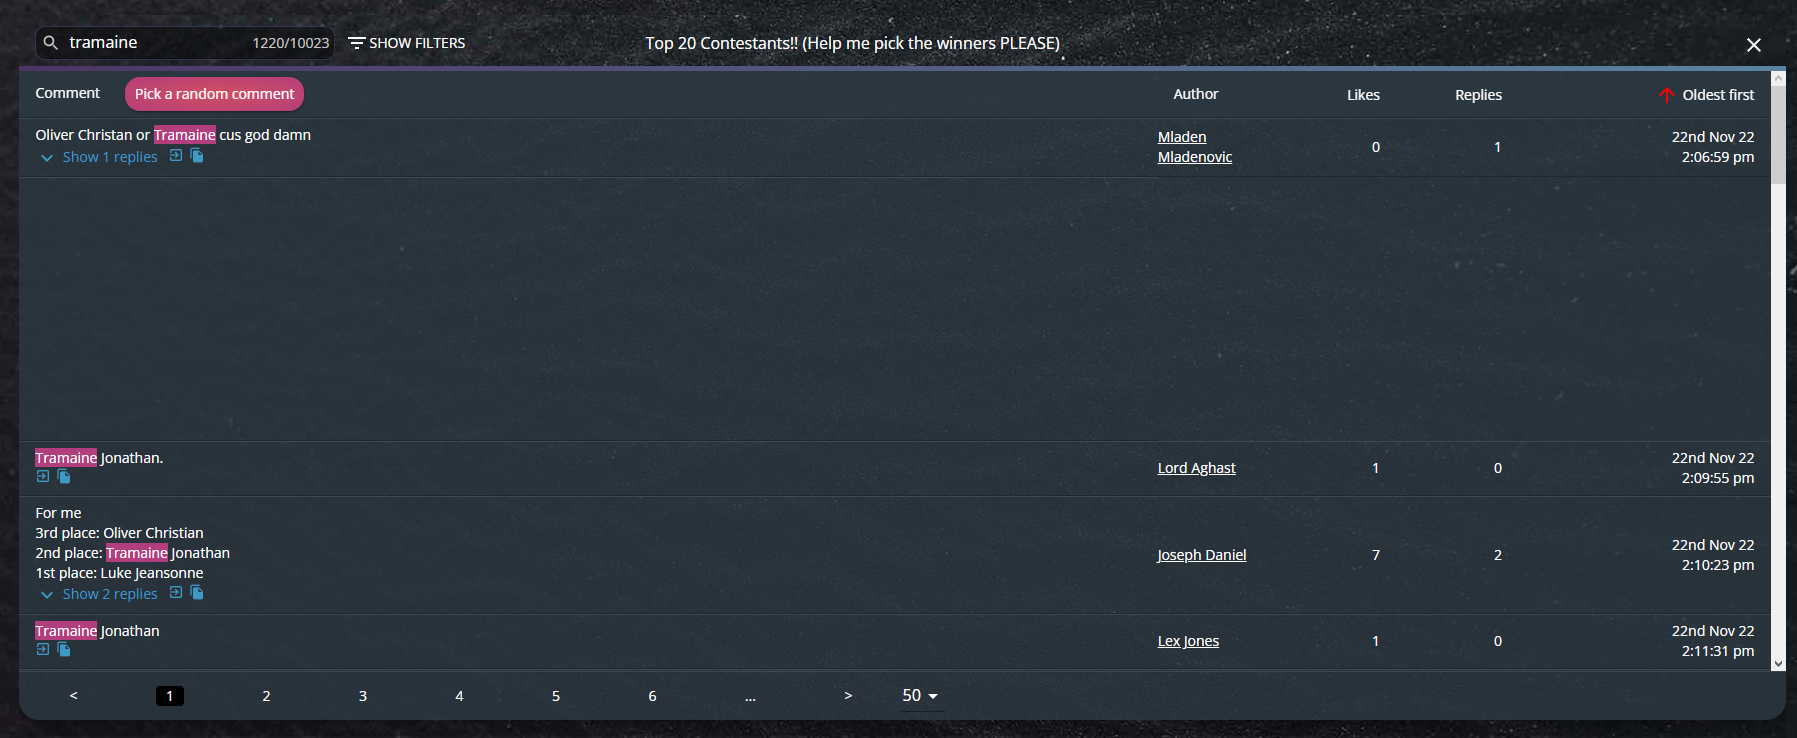 tramaine 1220/10023 SHOW FILTERS Top 20 Contestants!! (Help me pick the winners PLEASE)
Comment Pick a random comment Author Likes Replies Oldest first
Oliver Christan or Tramaine cus god damn
Show 1 replies
Mladen
Mladenovic
0
1
22nd Nov 22
2:06:59 pm
Tramaine Jonathan.
Lord Aghast
1
0
22nd Nov 22
2:09:55 pm
For me
3rd place: Oliver Christian
2nd place: Tramaine Jonathan
1st place: Luke Jeansonne
Show 2 replies
Joseph Daniel
7
2
22nd Nov 22
2:10:23 pm
Tramaine Jonathan
Lex Jones
1
0
22nd Nov 22
2:11:31 pm
< 1 2 3 4 5 6 ... > 50